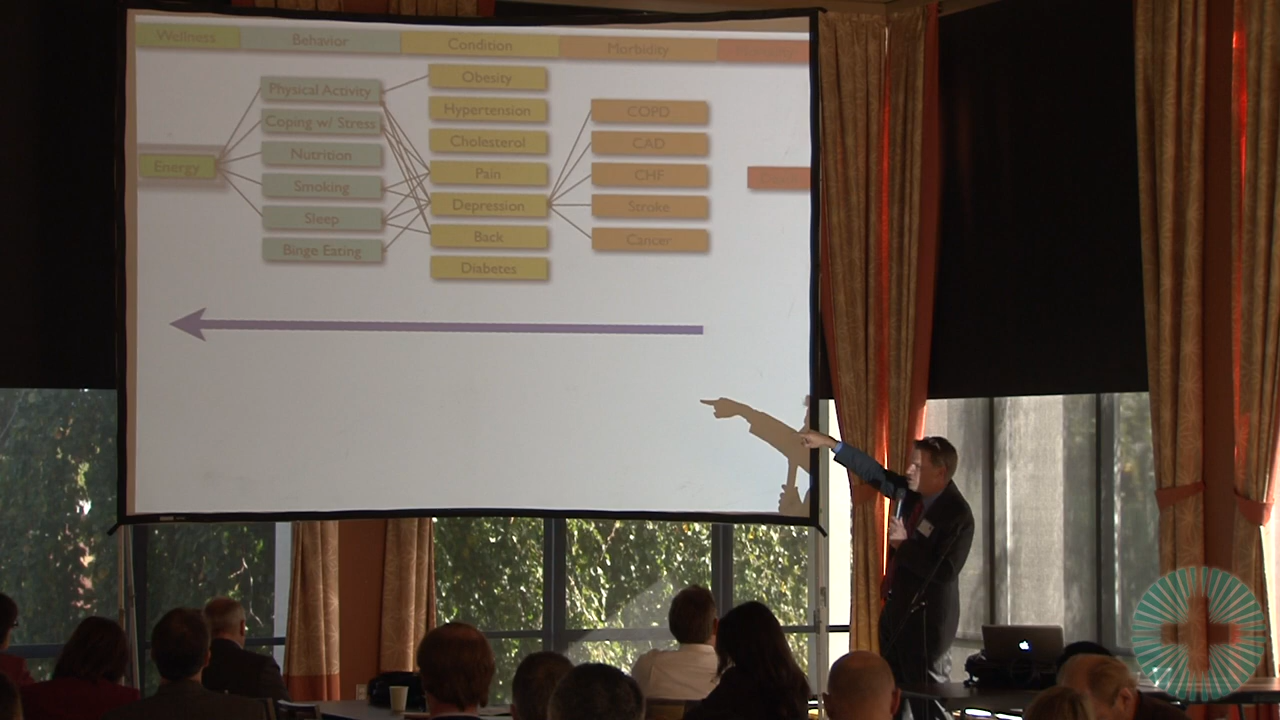 Wellness
Behavior
Condition
Morbidity
Physical Activity
Coping w/ Stress
Nutrition
Smoking
Sleep
Binge Eating
Energy
Obesity
Hypertension
Cholesterol
Pain
Depression
Back
Diabetes
COPD
CAD
CHF
Stroke
Cancer